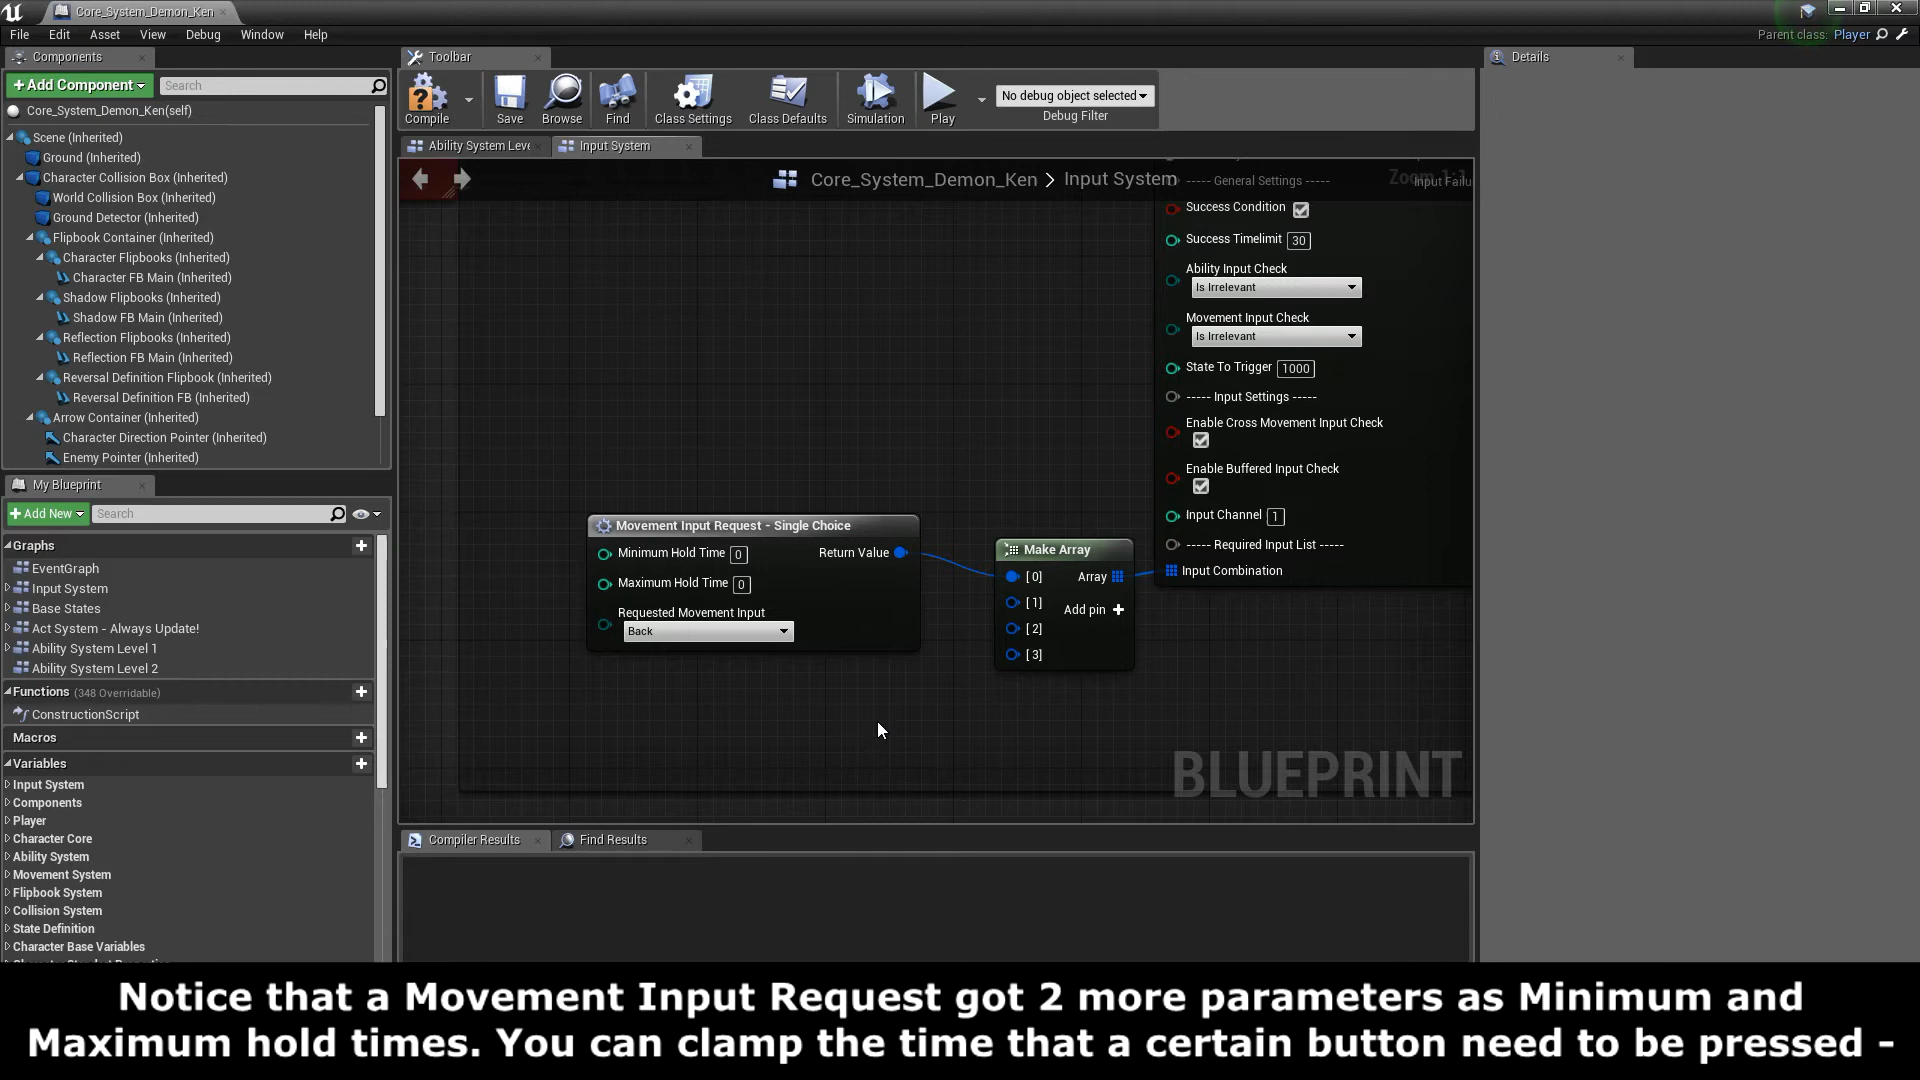 Core_System_Demon_Ken
File Edit Asset View Debug Window Help
Parent class: Player
Components
+ Add Component
Search
Core_System_Demon_Ken(self)
Scene (Inherited)
Ground (Inherited)
Character Collision Box (Inherited)
World Collision Box (Inherited)
Ground Detector (Inherited)
Flipbook Container (Inherited)
Character Flipbooks (Inherited)
Character FB Main (Inherited)
Shadow Flipbooks (Inherited)
Shadow FB Main (Inherited)
Reflection Flipbooks (Inherited)
Reflection FB Main (Inherited)
Reversal Definition Flipbook (Inherited)
Reversal Definition FB (Inherited)
Arrow Container (Inherited)
Character Direction Pointer (Inherited)
Enemy Pointer (Inherited)
My Blueprint
+ Add New
Search
Graphs
EventGraph
Input System
Base States
Act System - Always Update!
Ability System Level 1
Ability System Level 2
Functions (348 Overridable)
ConstructionScript
Macros
Variables
Input System
Components
Player
Character Core
Ability System
Movement System
Flipbook System
Collision System
State Definition
Character Base Variables
Toolbar
Compile
Save
Browse
Find
Class Settings
Class Defaults
Simulation
Play
No debug object selected
Debug Filter
Ability System Leve
Input System
Core_System_Demon_Ken > Input System
Zoom 1:1
Input Failu
----- General Settings -----
Success Condition
Success Timelimit 30
Ability Input Check
Is Irrelevant
Movement Input Check
Is Irrelevant
State To Trigger 1000
----- Input Settings -----
Enable Cross Movement Input Check
Enable Buffered Input Check
Input Channel 1
----- Required Input List -----
Input Combination
Movement Input Request - Single Choice
Minimum Hold Time 0
Return Value
Maximum Hold Time 0
Requested Movement Input
Back
Make Array
[ 0] Array
[ 1]
Add pin +
[ 2]
[ 3]
BLUEPRINT
Compiler Results
Find Results
Details
Notice that a Movement Input Request got 2 more parameters as Minimum and
Maximum hold times. You can clamp the time that a certain button need to be pressed -